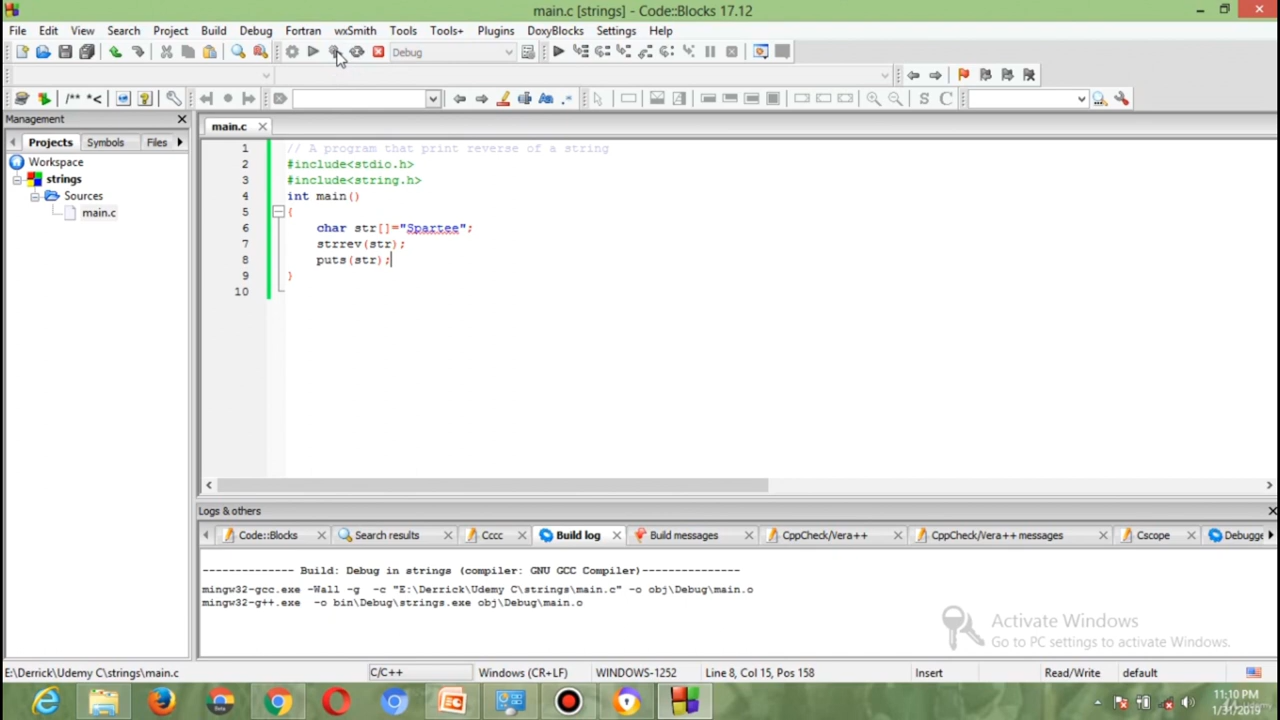 main.c [strings] - Code::Blocks 17.12
File Edit View Search Project Build Debug Fortran wxSmith Tools Tools+ Plugins DoxyBlocks Settings Help
Debug
/** *<
S C
Management
main.c
Projects Symbols Files
Workspace
strings
Sources
main.c
1 // A program that print reverse of a string
2 #include<stdio.h>
3 #include<string.h>
4 int main()
5 {
6 char str[]="Spartee";
7 strrev(str);
8 puts(str);
9 }
10
Logs & others
Code::Blocks Search results Cccc Build log Build messages CppCheck/Vera++ CppCheck/Vera++ messages Cscope Debugge
-------------- Build: Debug in strings (compiler: GNU GCC Compiler)---------------
mingw32-gcc.exe -Wall -g -c "E:\Derrick\Udemy C\strings\main.c" -o obj\Debug\main.o
mingw32-g++.exe -o bin\Debug\strings.exe obj\Debug\main.o
Activate Windows
Go to PC settings to activate Windows.
E:\Derrick\Udemy C\strings\main.c C/C++ Windows (CR+LF) WINDOWS-1252 Line 8, Col 15, Pos 158 Insert Read/Write default
11:10 PM
1/31/2019